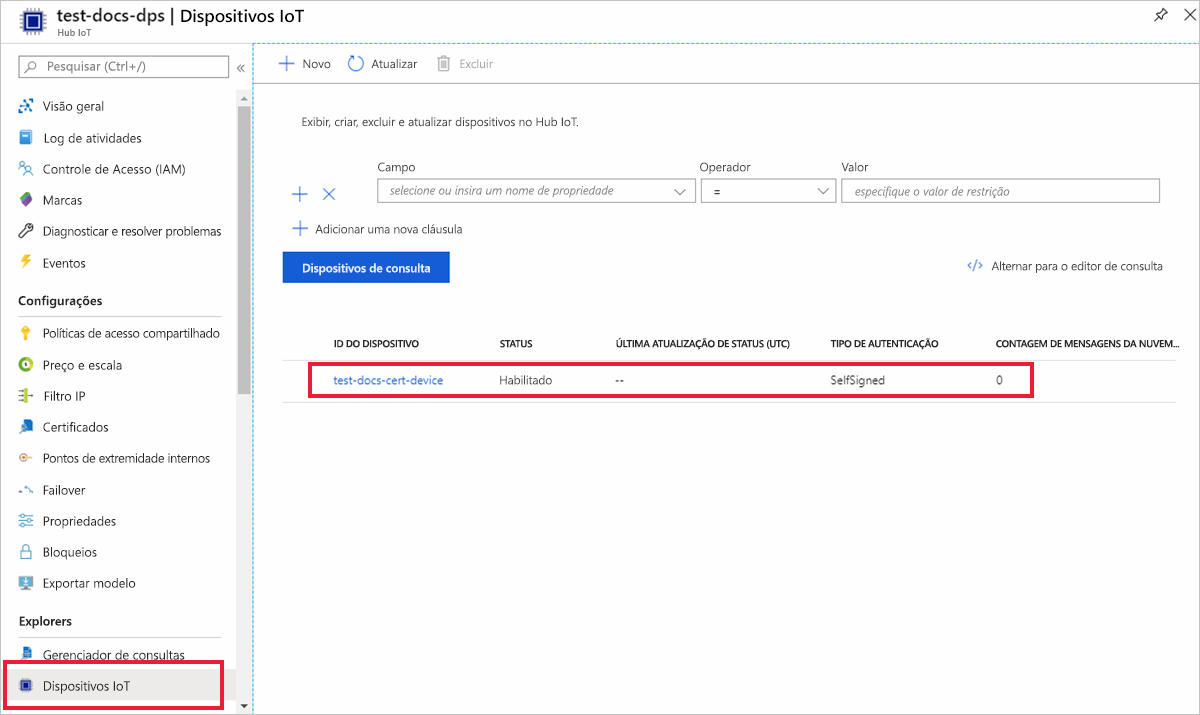 test-docs-dps | Dispositivos IoT
Hub IoT
Pesquisar (Ctrl+/)
«
Visão geral
Log de atividades
Controle de Acesso (IAM)
Marcas
Diagnosticar e resolver problemas
Eventos
Configurações
Políticas de acesso compartilhado
Preço e escala
Filtro IP
Certificados
Pontos de extremidade internos
Failover
Propriedades
Bloqueios
Exportar modelo
Explorers
Gerenciador de consultas
Dispositivos IoT
Novo Atualizar Excluir
Exibir, criar, excluir e atualizar dispositivos no Hub IoT.
Campo Operador Valor
selecione ou insira um nome de propriedade = especifique o valor de restrição
Adicionar uma nova cláusula
Dispositivos de consulta
</> Alternar para o editor de consulta
ID DO DISPOSITIVO STATUS ÚLTIMA ATUALIZAÇÃO DE STATUS (UTC) TIPO DE AUTENTICAÇÃO CONTAGEM DE MENSAGENS DA NUVEM...
test-docs-cert-device Habilitado -- SelfSigned 0